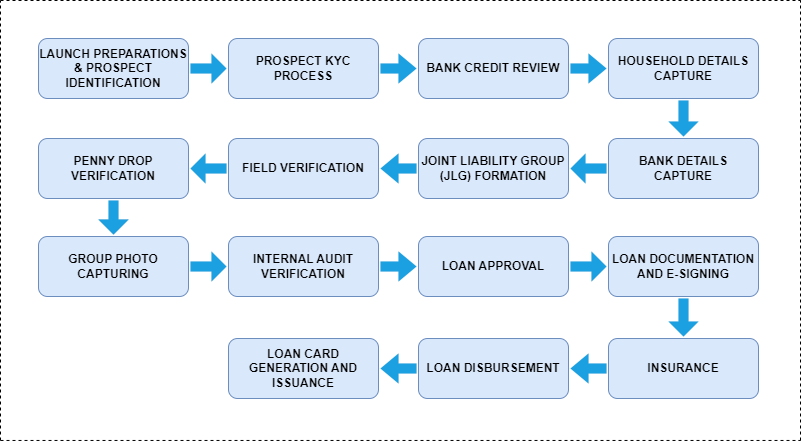 LAUNCH PREPARATIONS
& PROSPECT
IDENTIFICATION
PROSPECT KYC
PROCESS
BANK CREDIT REVIEW
HOUSEHOLD DETAILS
CAPTURE
BANK DETAILS
CAPTURE
JOINT LIABILITY GROUP
(JLG) FORMATION
FIELD VERIFICATION
PENNY DROP
VERIFICATION
GROUP PHOTO
CAPTURING
INTERNAL AUDIT
VERIFICATION
LOAN APPROVAL
LOAN DOCUMENTATION
AND E-SIGNING
INSURANCE
LOAN DISBURSEMENT
LOAN CARD
GENERATION AND
ISSUANCE